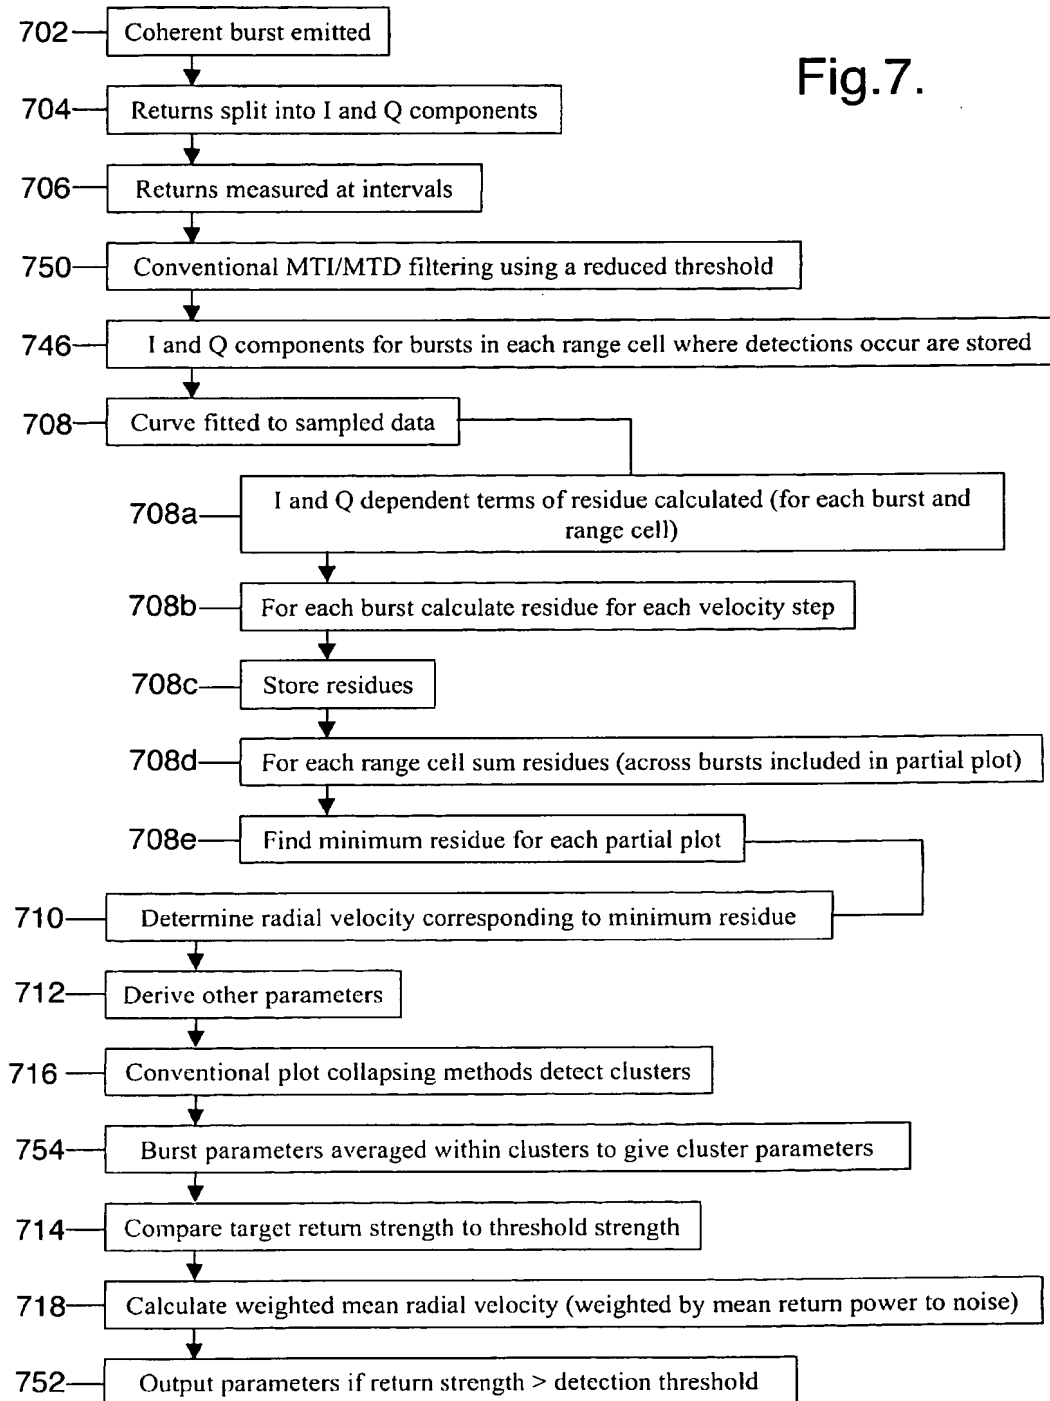 Fig.7.
702 Coherent burst emitted
704 Returns split into I and Q components
706 Returns measured at intervals
750 Conventional MTI/MTD filtering using a reduced threshold
746 I and Q components for bursts in each range cell where detections occur are stored
708 Curve fitted to sampled data
708a I and Q dependent terms of residue calculated (for each burst and
range cell)
708b For each burst calculate residue for each velocity step
708c Store residues
708d For each range cell sum residues (across bursts included in partial plot)
708e Find minimum residue for each partial plot
710 Determine radial velocity corresponding to minimum residue
712 Derive other parameters
716 Conventional plot collapsing methods detect clusters
754 Burst parameters averaged within clusters to give cluster parameters
714 Compare target return strength to threshold strength
718 Calculate weighted mean radial velocity (weighted by mean return power to noise)
752 Output parameters if return strength > detection threshold